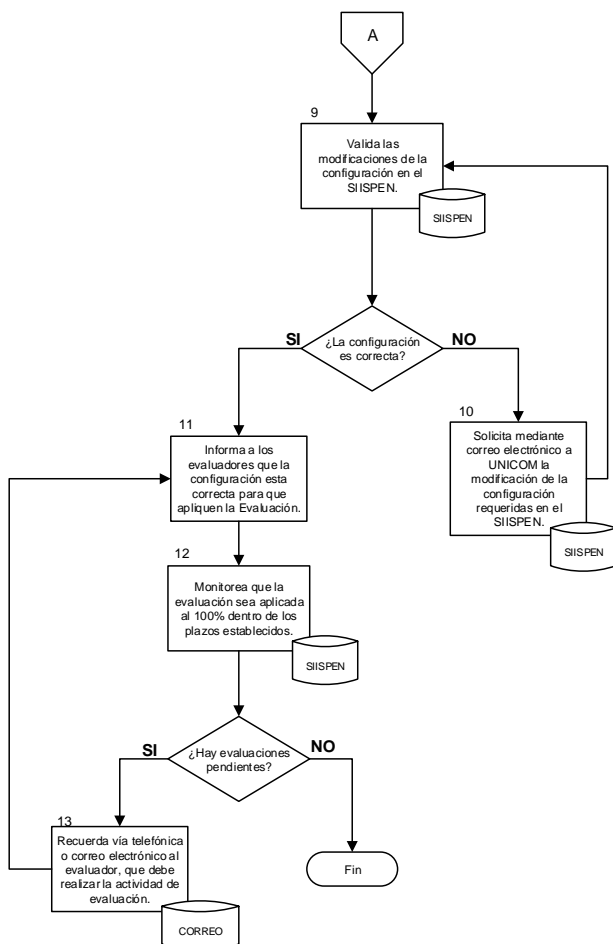 A
9
Valida las
modificaciones de la
configuración en el
SIISPEN.
SIISPEN
¿La configuración
es correcta?
SI
NO
11
Informa a los
evaluadores que la
configuración esta
correcta para que
apliquen la Evaluación.
10
Solicita mediante
correo electrónico a
UNICOM la
modificación de la
configuración
requeridas en el
SIISPEN.
SIISPEN
12
Monitorea que la
evaluación sea aplicada
al 100% dentro de los
plazos establecidos.
SIISPEN
¿Hay evaluaciones
pendientes?
SI
NO
13
Recuerda vía telefónica
o correo electrónico al
evaluador, que debe
realizar la actividad de
evaluación.
CORREO
Fin